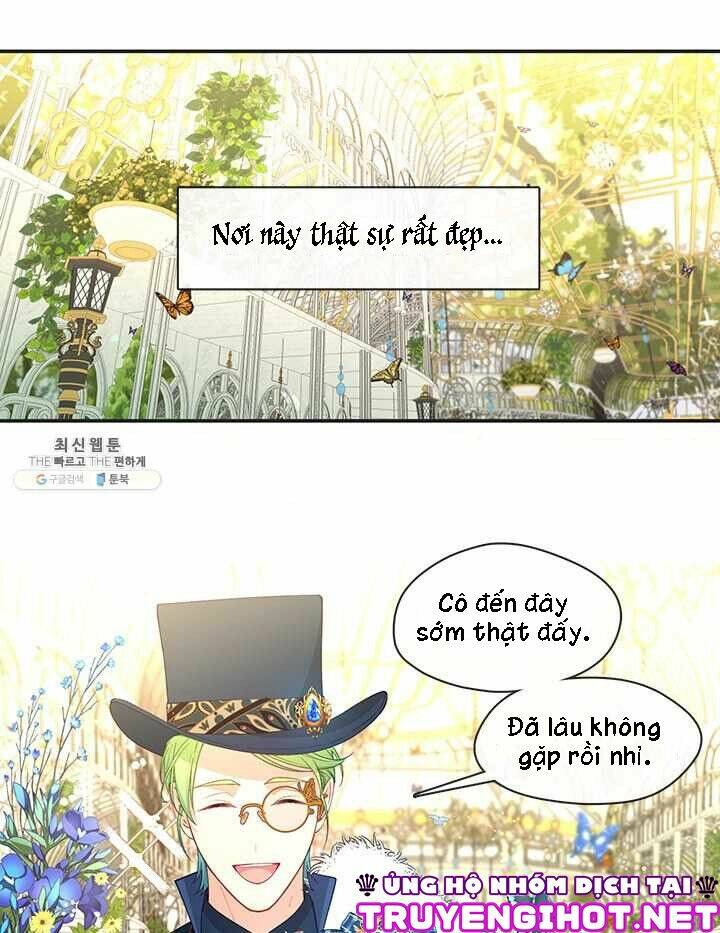 Nơi này thật sự rất đẹp...
최신웹툰
THE 빠르고 THE 편하게
구글검색 툰북
Cô đến đây
sớm thật đấy.
Đã lâu không
gặp rồi nhỉ.
ỦNG HỘ NHÓM DỊCH TẠI
TRUYENGIHOT.NET